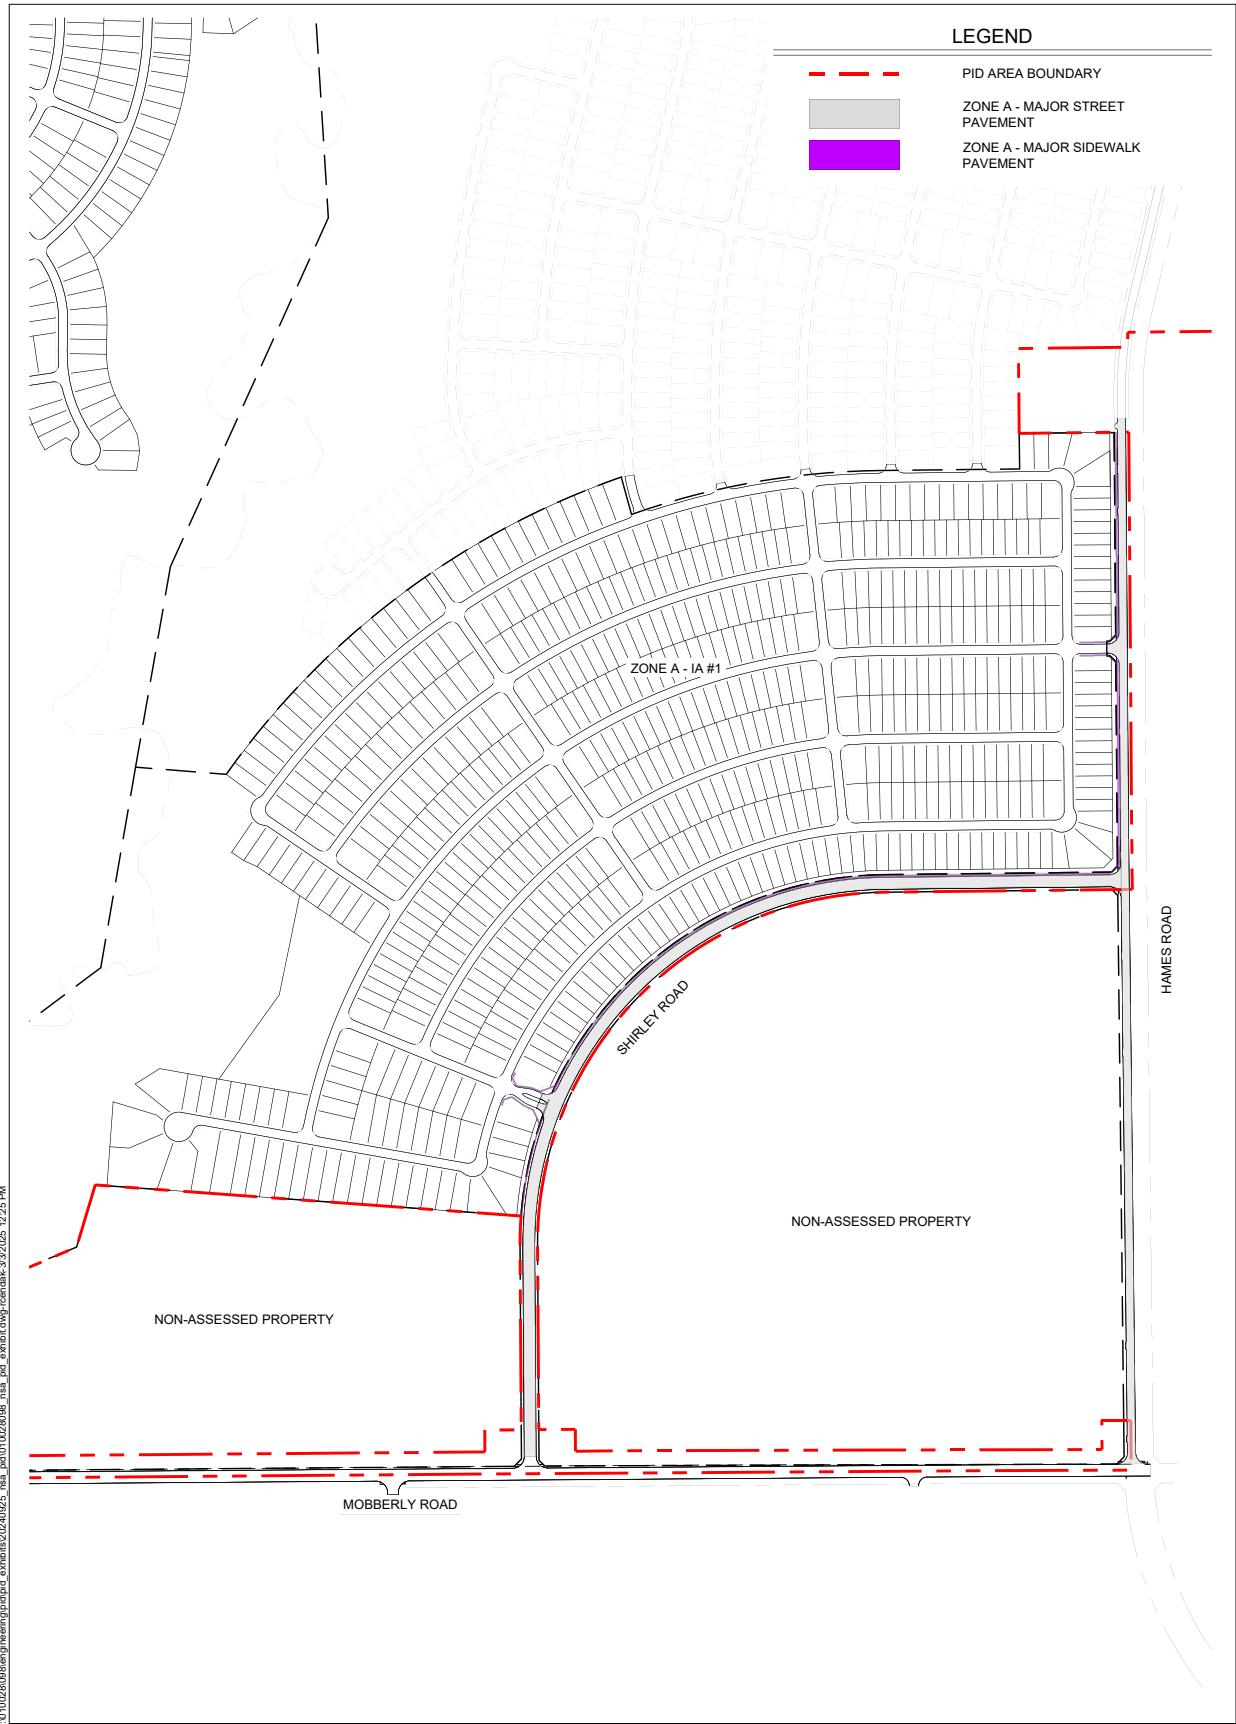 LEGEND
PID AREA BOUNDARY
ZONE A - MAJOR STREET
PAVEMENT
ZONE A - MAJOR SIDEWALK
PAVEMENT
ZONE A - IA #1
HAMES ROAD
SHIRLEY ROAD
NON-ASSESSED PROPERTY
NON-ASSESSED PROPERTY
MOBBERLY ROAD